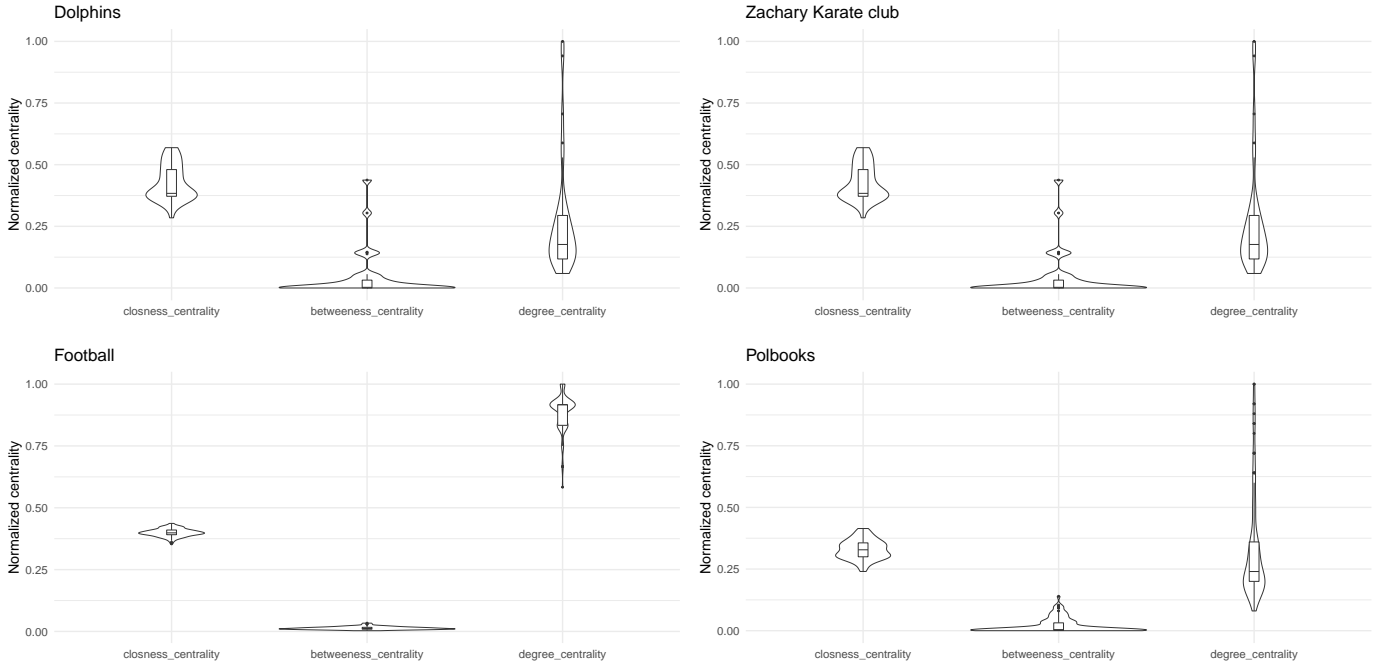 Dolphins
Normalized centrality
1.00
0.75
0.50
0.25
0.00
closness_centrality betweeness_centrality degree_centrality
Zachary Karate club
Normalized centrality
1.00
0.75
0.50
0.25
0.00
closness_centrality betweeness_centrality degree_centrality
Football
Normalized centrality
1.00
0.75
0.50
0.25
0.00
closness_centrality betweeness_centrality degree_centrality
Polbooks
Normalized centrality
1.00
0.75
0.50
0.25
0.00
closness_centrality betweeness_centrality degree_centrality